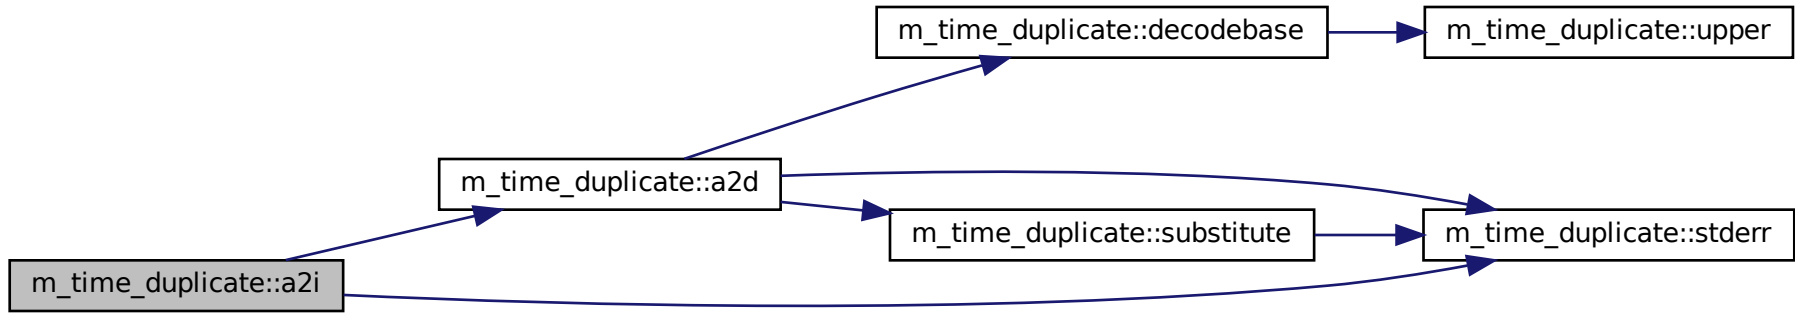 m_time_duplicate::decodebase
m_time_duplicate::upper
m_time_duplicate::a2d
m_time_duplicate::substitute
m_time_duplicate::stderr
m_time_duplicate::a2i